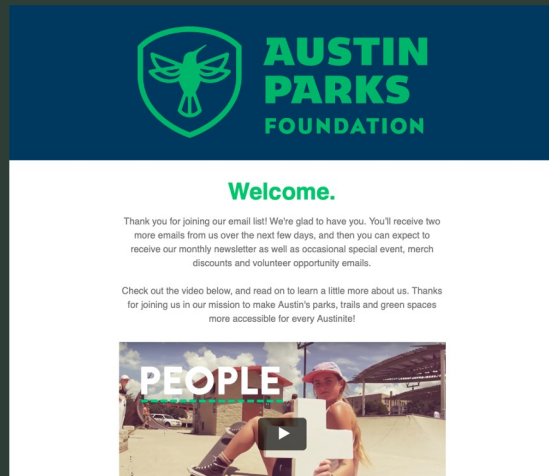 AUSTIN
PARKS
FOUNDATION
Welcome.
Thank you for joining our email list! We're glad to have you. You'll receive two
more emails from us over the next few days, and then you can expect to
receive our monthly newsletter as well as occasional special event, merch
discounts and volunteer opportunity emails.
Check out the video below, and read on to learn a little more about us. Thanks
for joining us in our mission to make Austin's parks, trails and green spaces
more accessible for every Austinite!
PEOPLE